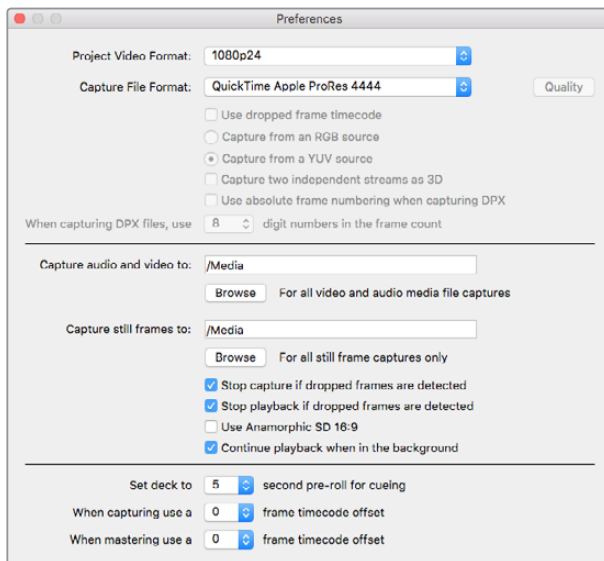 Preferences
Project Video Format: 1080p24
Capture File Format: QuickTime Apple ProRes 4444 Quality
Use dropped frame timecode
Capture from an RGB source
Capture from a YUV source
Capture two independent streams as 3D
Use absolute frame numbering when capturing DPX
When capturing DPX files, use 8 digit numbers in the frame count
Capture audio and video to: /Media
Browse For all video and audio media file captures
Capture still frames to: /Media
Browse For all still frame captures only
Stop capture if dropped frames are detected
Stop playback if dropped frames are detected
Use Anamorphic SD 16:9
Continue playback when in the background
Set deck to 5 second pre-roll for cueing
When capturing use a 0 frame timecode offset
When mastering use a 0 frame timecode offset